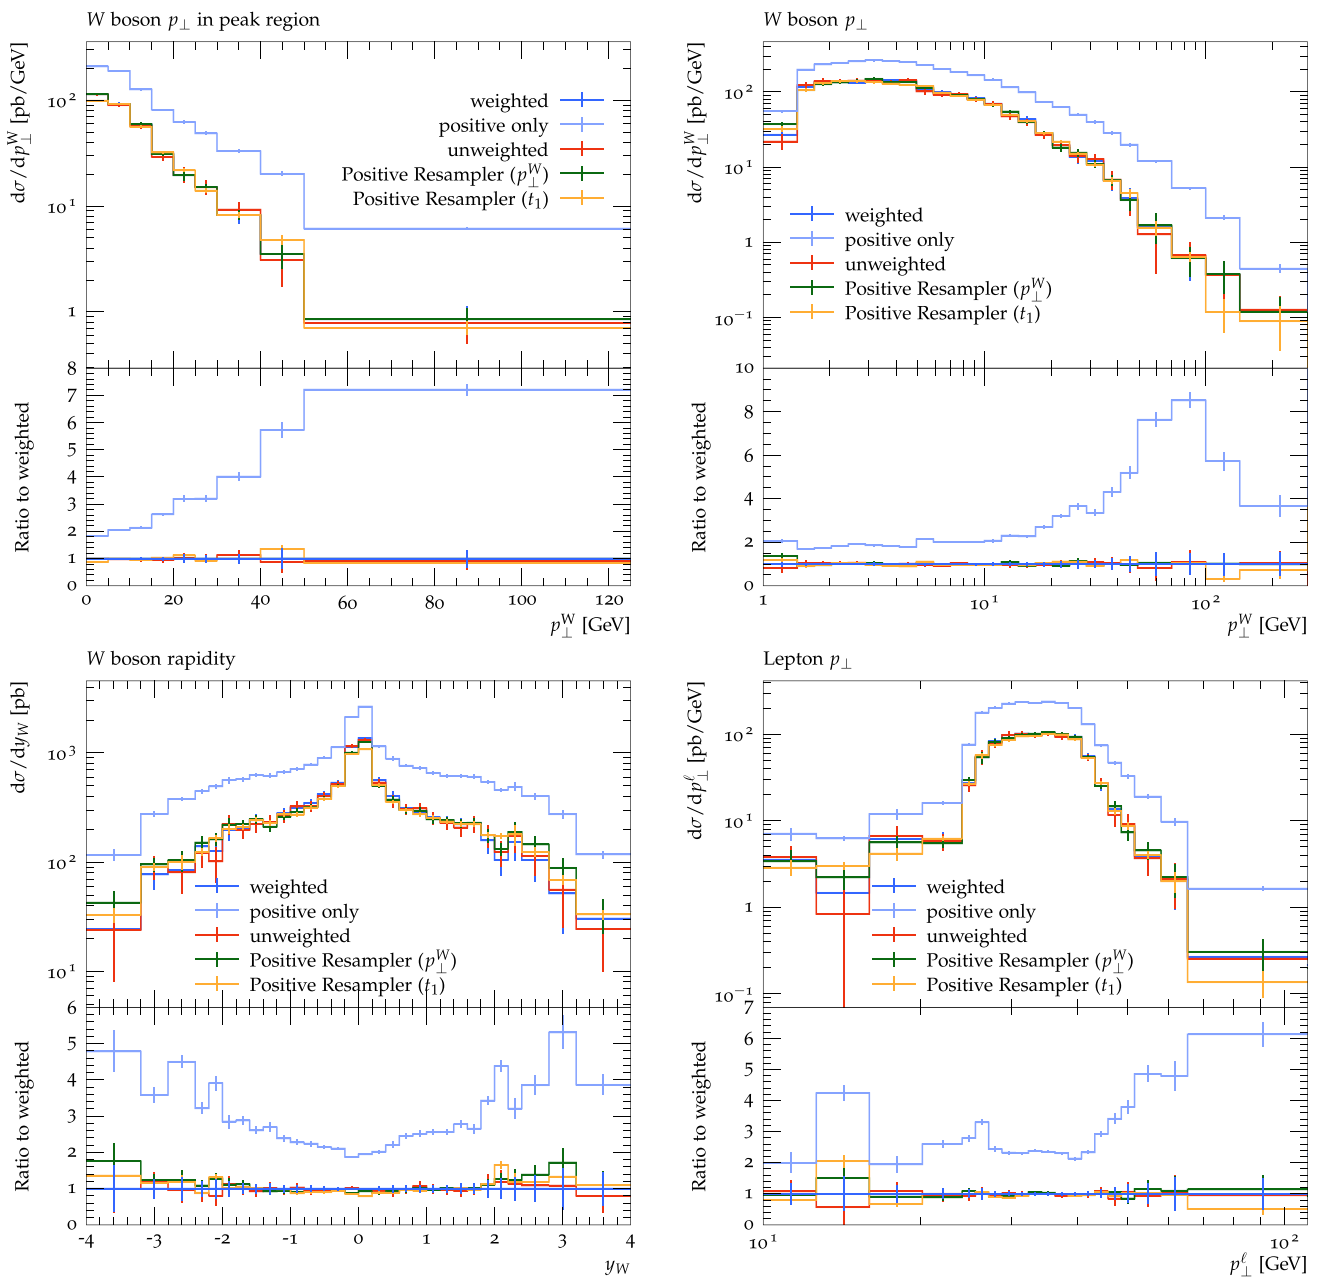 W boson p⊥ in peak region
dσ/dp⊥^W [pb/GeV]
10²
10¹
1
weighted
positive only
unweighted
Positive Resampler (p⊥^W)
Positive Resampler (t₁)
Ratio to weighted
8
7
6
5
4
3
2
1
0
0 20 40 60 80 100 120
p⊥^W [GeV]
W boson p⊥
dσ/dp⊥^W [pb/GeV]
10²
10¹
1
10⁻¹
weighted
positive only
unweighted
Positive Resampler (p⊥^W)
Positive Resampler (t₁)
Ratio to weighted
10
8
6
4
2
0
1 10¹ 10²
p⊥^W [GeV]
W boson rapidity
dσ/dy_W [pb]
10³
10²
10¹
weighted
positive only
unweighted
Positive Resampler (p⊥^W)
Positive Resampler (t₁)
Ratio to weighted
6
5
4
3
2
1
0
-4 -3 -2 -1 0 1 2 3 4
y_W
Lepton p⊥
dσ/dp⊥^ℓ [pb/GeV]
10²
10¹
1
10⁻¹
weighted
positive only
unweighted
Positive Resampler (p⊥^W)
Positive Resampler (t₁)
Ratio to weighted
7
6
5
4
3
2
1
0
10¹ 10²
p⊥^ℓ [GeV]